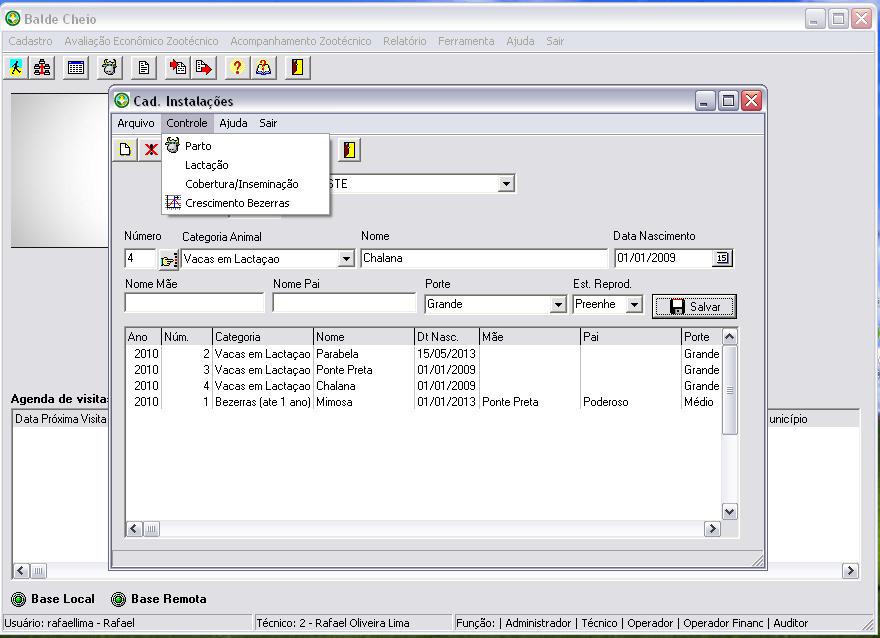 Balde Cheio
Cadastro Avaliação Econômico Zootécnico Acompanhamento Zootécnico Relatório Ferramenta Ajuda Sair
Cad. Instalações
Arquivo Controle Ajuda Sair
Parto
Lactação
Cobertura/Inseminação
Crescimento Bezerras
STE
Número Categoria Animal Nome Data Nascimento
4 Vacas em Lactaçao Chalana 01/01/2009 15
Nome Mãe Nome Pai Porte Est. Reprod.
Grande Preenhe Salvar
Ano Núm. Categoria Nome Dt Nasc. Mãe Pai Porte
2010 2 Vacas em Lactaçao Parabela 15/05/2013 Grande
2010 3 Vacas em Lactaçao Ponte Preta 01/01/2009 Grande
2010 4 Vacas em Lactaçao Chalana 01/01/2009 Grande
2010 1 Bezerras (ate 1 ano) Mimosa 01/01/2013 Ponte Preta Poderoso Médio
Agenda de visita
Data Próxima Visita unicípio
Base Local Base Remota
Usuário: rafaellima - Rafael Técnico: 2 - Rafael Oliveira Lima Função: | Administrador | Técnico | Operador | Operador Financ | Auditor